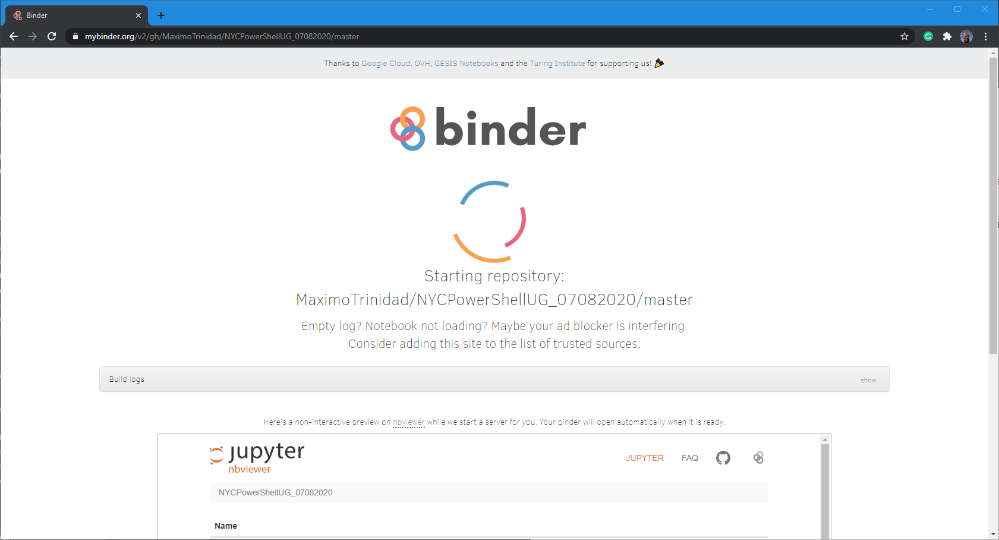 Binder
mybinder.org/v2/gh/MaximoTrinidad/NYCPowerShellUG_07082020/master
Thanks to Google Cloud, OVH, GESIS Notebooks and the Turing Institute for supporting us! 🎉
binder
Starting repository:
MaximoTrinidad/NYCPowerShellUG_07082020/master
Empty log? Notebook not loading? Maybe your ad blocker is interfering.
Consider adding this site to the list of trusted sources.
Build logs
show
Here's a non-interactive preview on nbviewer while we start a server for you. Your binder will open automatically when it is ready.
jupyter
nbviewer
JUPYTER
FAQ
NYCPowerShellUG_07082020
Name